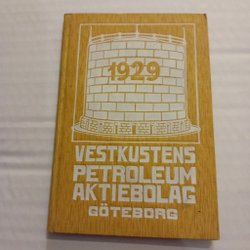 1929
VESTKUSTENS
PETROLEUM
AKTIEBOLAG
GÖTEBORG